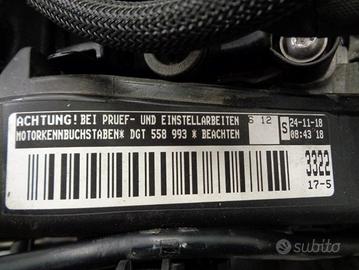 ACHTUNG! BEI PRUEF- UND EINSTELLARBEITEN
MOTORKENNBUCHSTABEN* DGT 558 993 * BEACHTEN
6 12
S
24-11-18
08:43 18
3322
17-5
subito